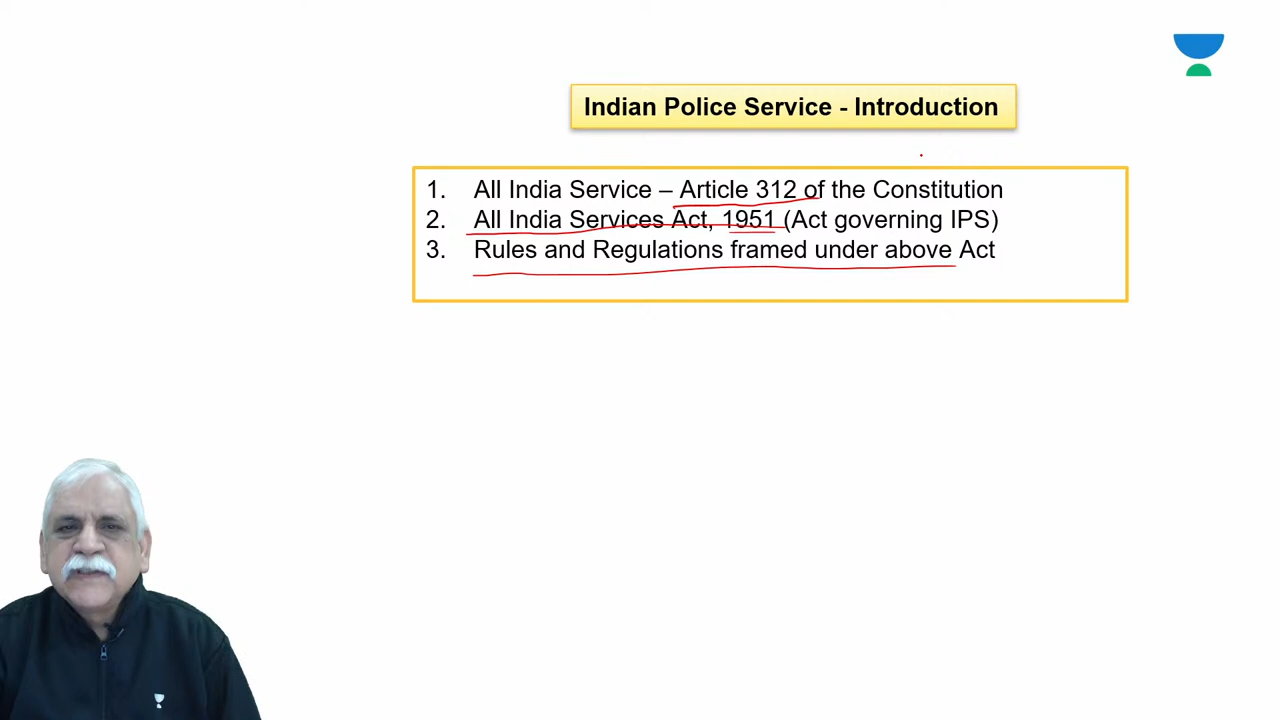 Indian Police Service - Introduction
1. All India Service – Article 312 of the Constitution
2. All India Services Act, 1951 (Act governing IPS)
3. Rules and Regulations framed under above Act